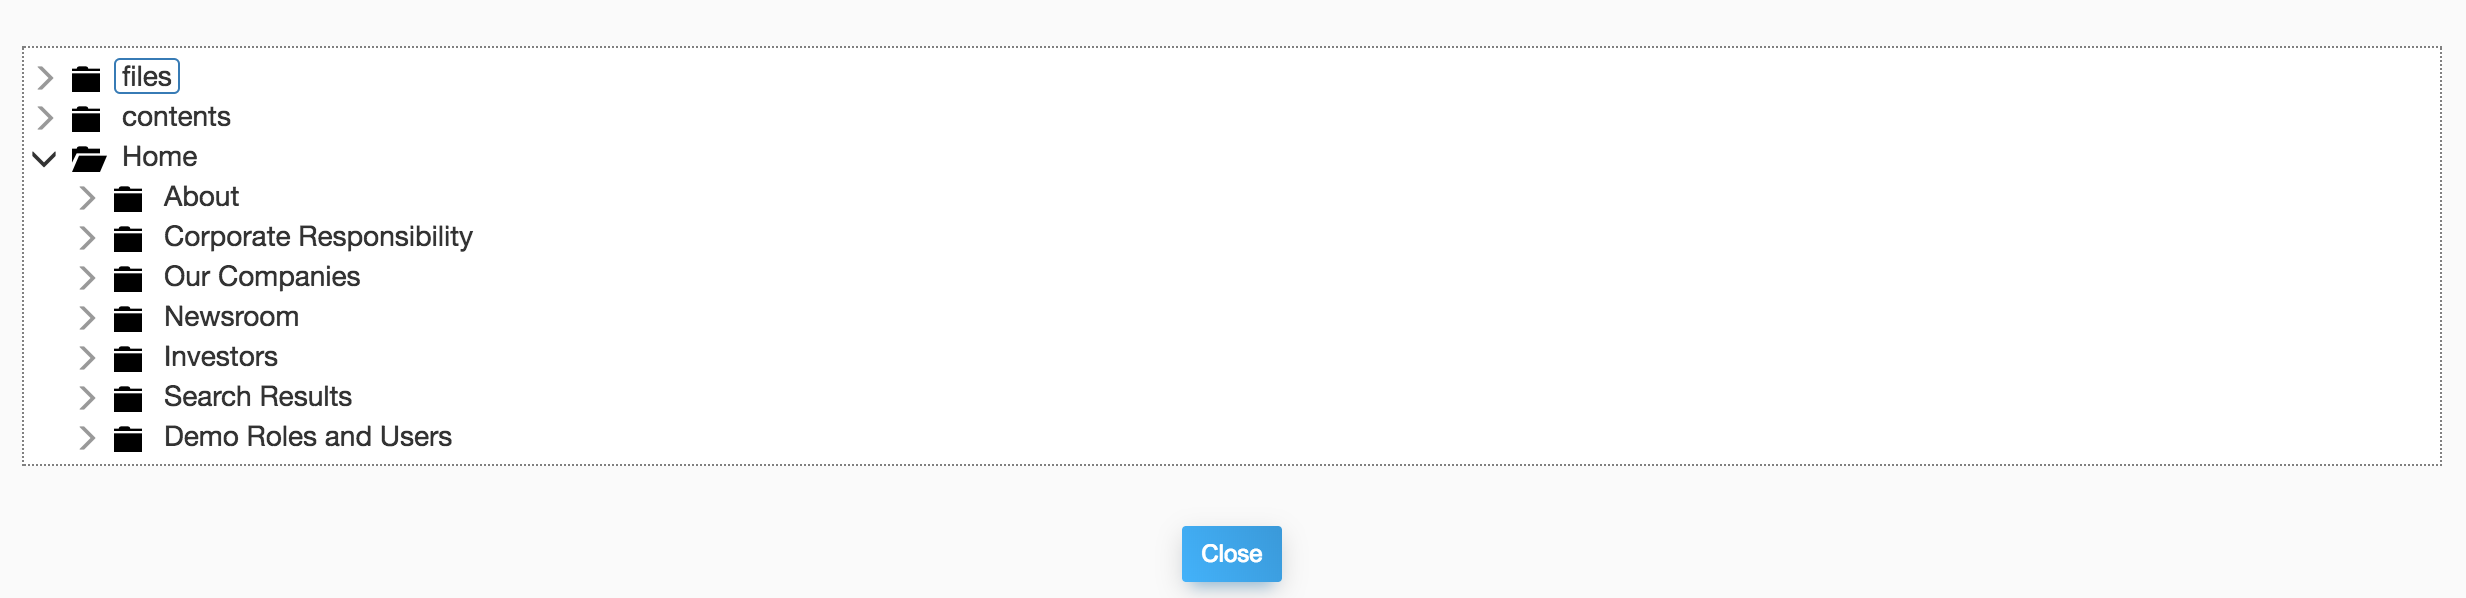 files
contents
Home
About
Corporate Responsibility
Our Companies
Newsroom
Investors
Search Results
Demo Roles and Users
Close